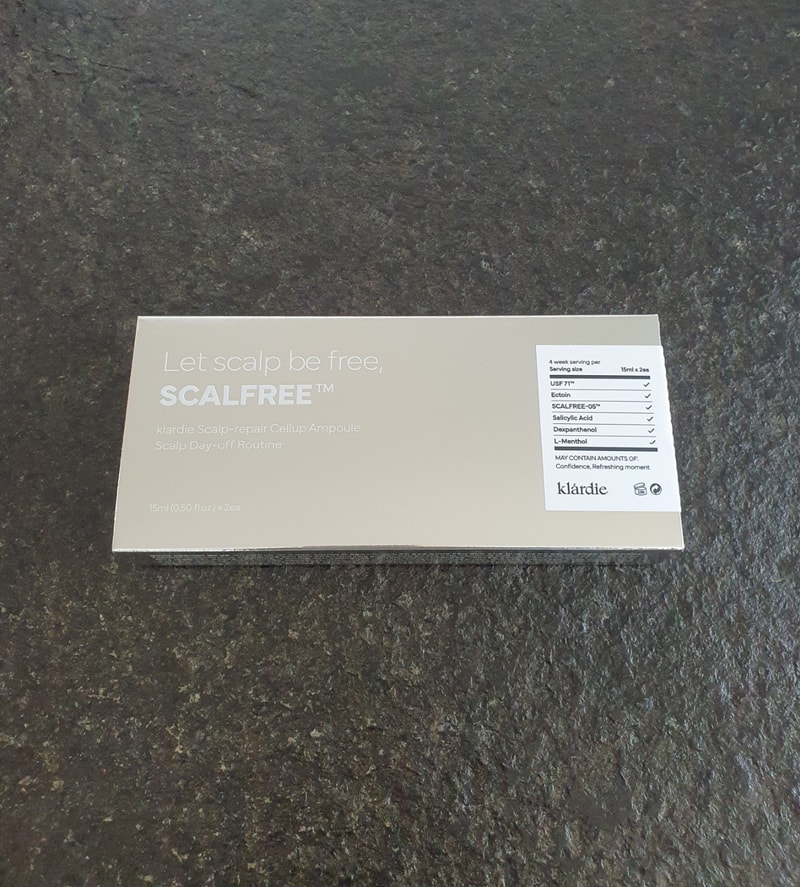 Let scalp be free,
SCALFREE™
klardie Scalp-repair Cellup Ampoule
Scalp Day-off Routine
15ml (0.50 fl.oz.) x 2ea
4 week serving per
Serving size 15ml x 2ea
USF 71™ ✓
Ectoin ✓
SCALFREE-05™ ✓
Salicylic Acid ✓
Dexpanthenol ✓
L-Menthol ✓
MAY CONTAIN AMOUNTS OF:
Confidence, Refreshing moment
klárdie